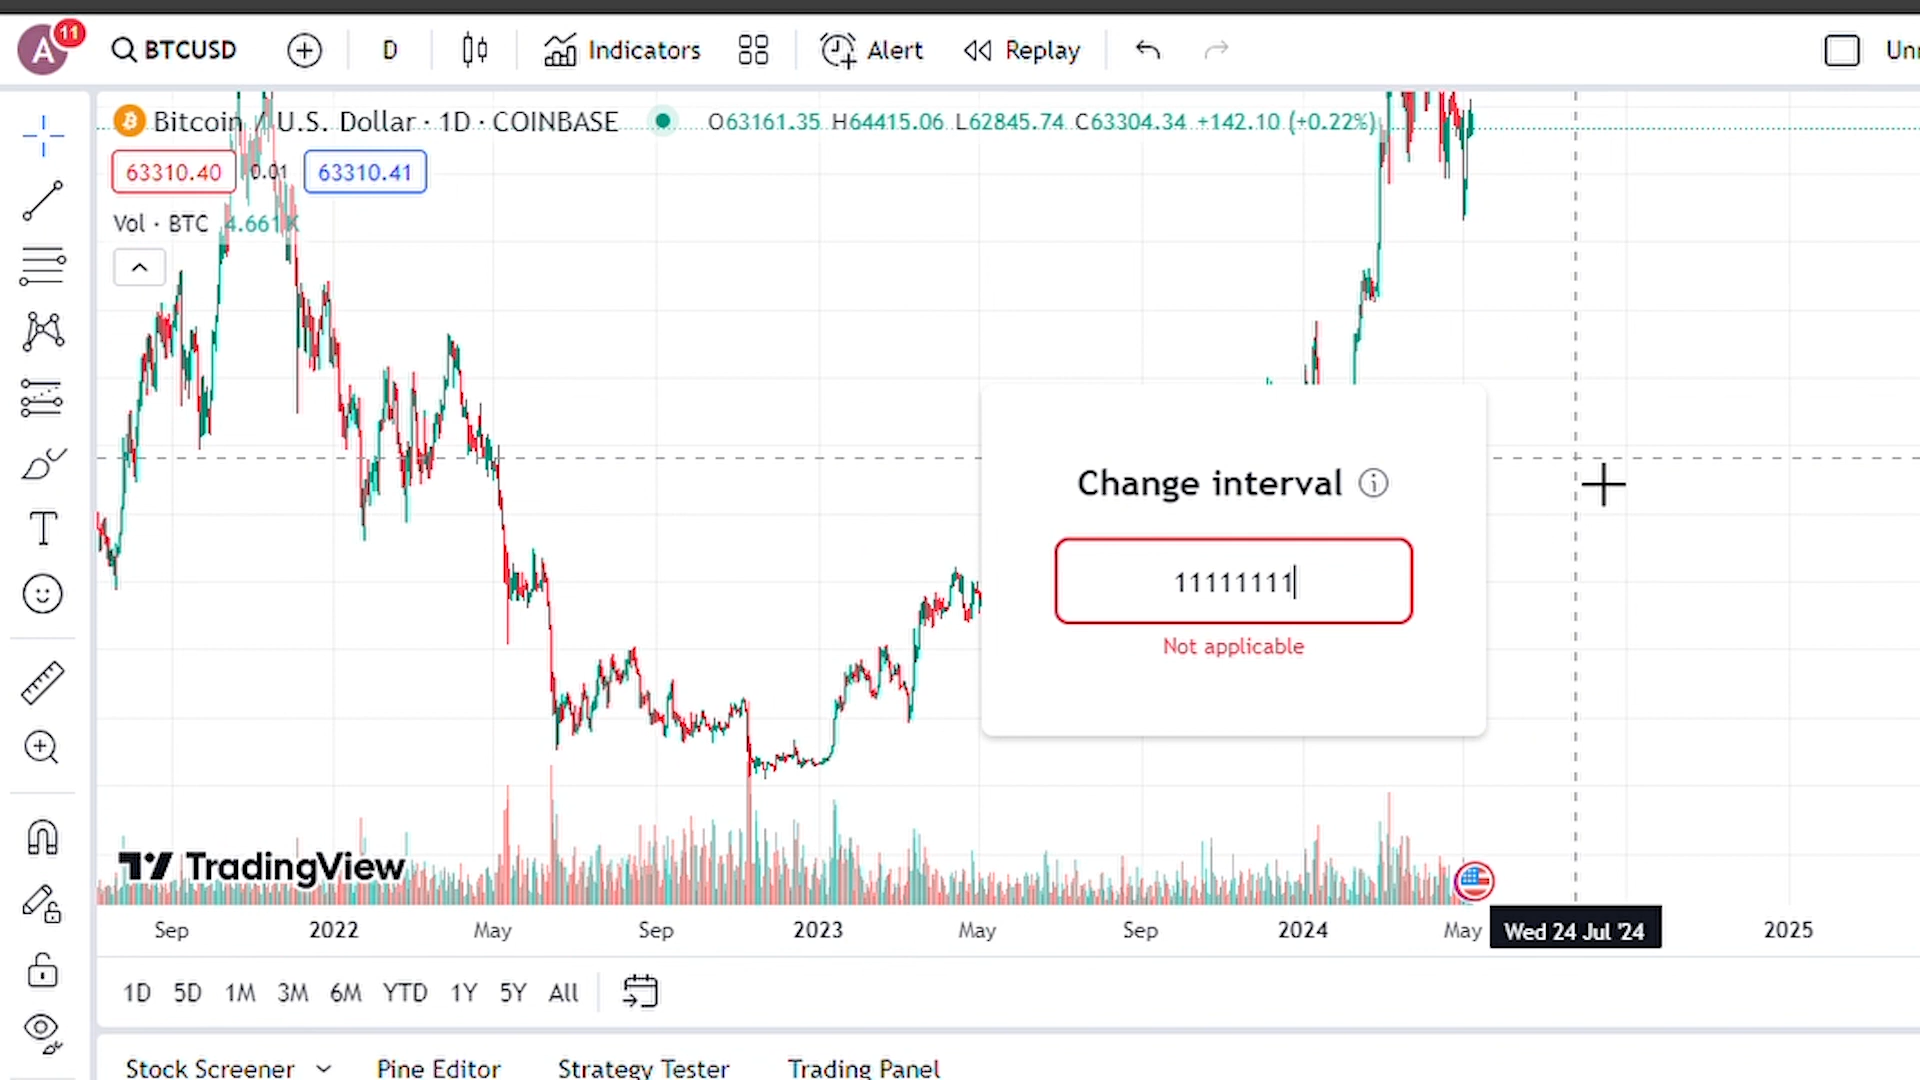 A 11 BTCUSD D Indicators Alert Replay
Bitcoin / U.S. Dollar · 1D · COINBASE O63161.35 H64415.06 L62845.74 C63304.34 +142.10 (+0.22%)
63310.40 0.01 63310.41
Vol · BTC 4.661 K
Change interval
11111111
Not applicable
TradingView
Sep 2022 May Sep 2023 May Sep 2024 May Wed 24 Jul '24 2025
1D 5D 1M 3M 6M YTD 1Y 5Y All
Stock Screener Pine Editor Strategy Tester Trading Panel